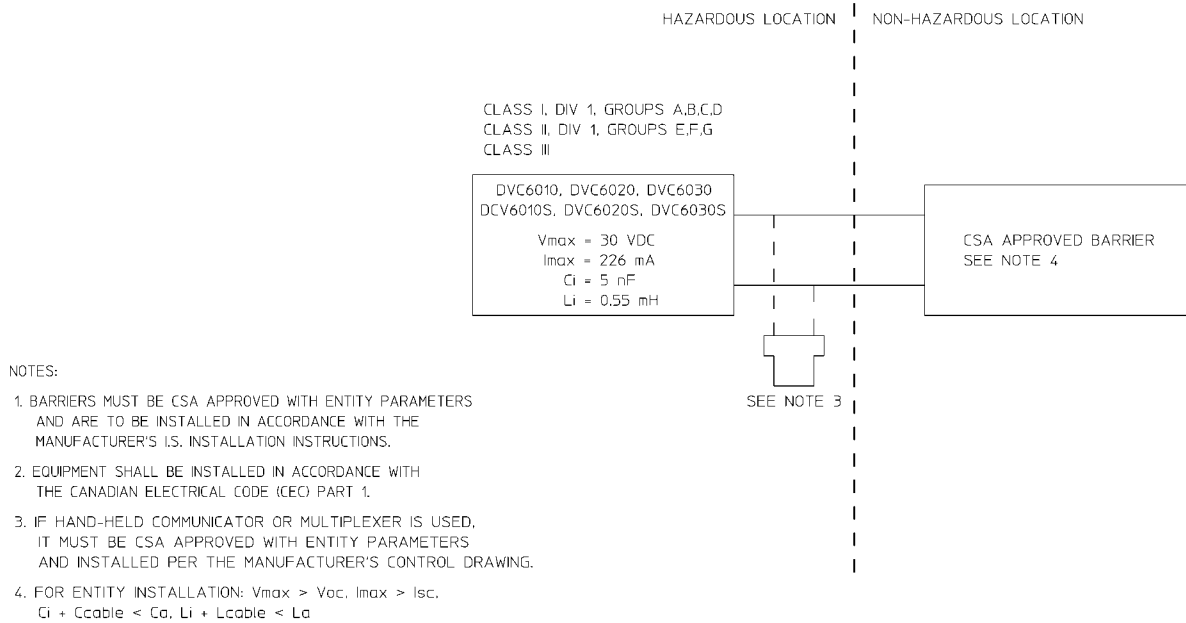 HAZARDOUS LOCATION
NON-HAZARDOUS LOCATION
CLASS I, DIV 1, GROUPS A,B,C,D
CLASS II, DIV 1, GROUPS E,F,G
CLASS III
DVC6010, DVC6020, DVC6030
DCV6010S, DVC6020S, DVC6030S
Vmax = 30 VDC
Imax = 226 mA
Ci = 5 nF
Li = 0.55 mH
CSA APPROVED BARRIER
SEE NOTE 4
SEE NOTE 3
NOTES:
1. BARRIERS MUST BE CSA APPROVED WITH ENTITY PARAMETERS
AND ARE TO BE INSTALLED IN ACCORDANCE WITH THE
MANUFACTURER'S I.S. INSTALLATION INSTRUCTIONS.
2. EQUIPMENT SHALL BE INSTALLED IN ACCORDANCE WITH
THE CANADIAN ELECTRICAL CODE (CEC) PART 1.
3. IF HAND-HELD COMMUNICATOR OR MULTIPLEXER IS USED,
IT MUST BE CSA APPROVED WITH ENTITY PARAMETERS
AND INSTALLED PER THE MANUFACTURER'S CONTROL DRAWING.
4. FOR ENTITY INSTALLATION: Vmax > Voc, Imax > Isc.
Ci + Ccable < Ca, Li + Lcable < La